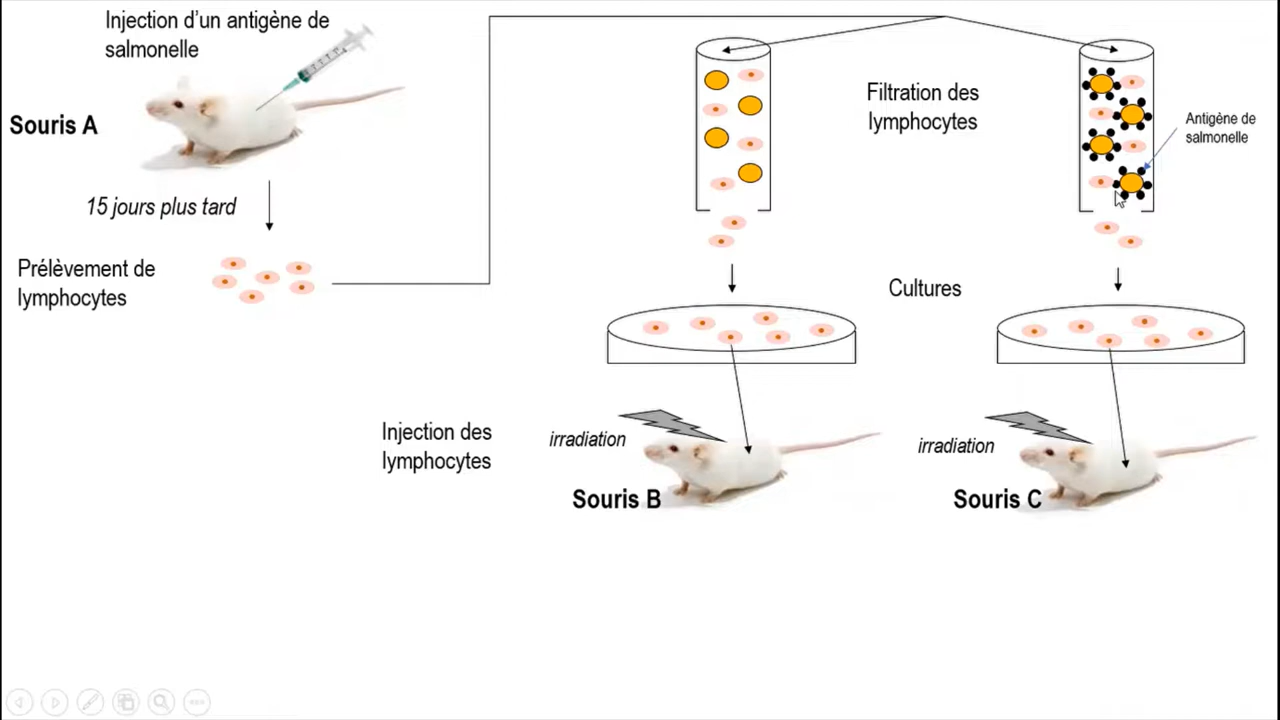 Injection d’un antigène de
salmonelle
Souris A
15 jours plus tard
Prélèvement de
lymphocytes
Filtration des
lymphocytes
Antigène de
salmonelle
Cultures
Injection des
lymphocytes
irradiation
Souris B
irradiation
Souris C